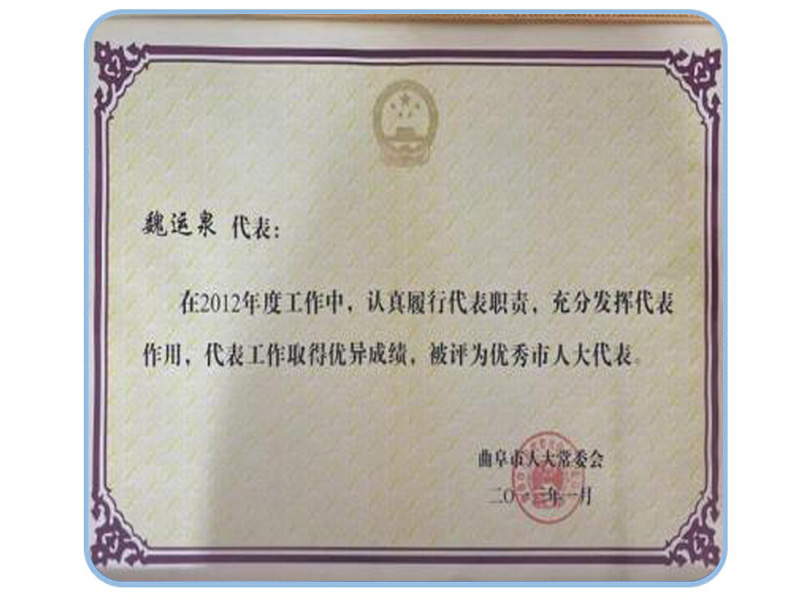 魏运泉 代表：
在2012年度工作中，认真履行代表职责，充分发挥代表
作用，代表工作取得优异成绩，被评为优秀市人大代表。
曲阜市人大常委会
二〇一三年一月